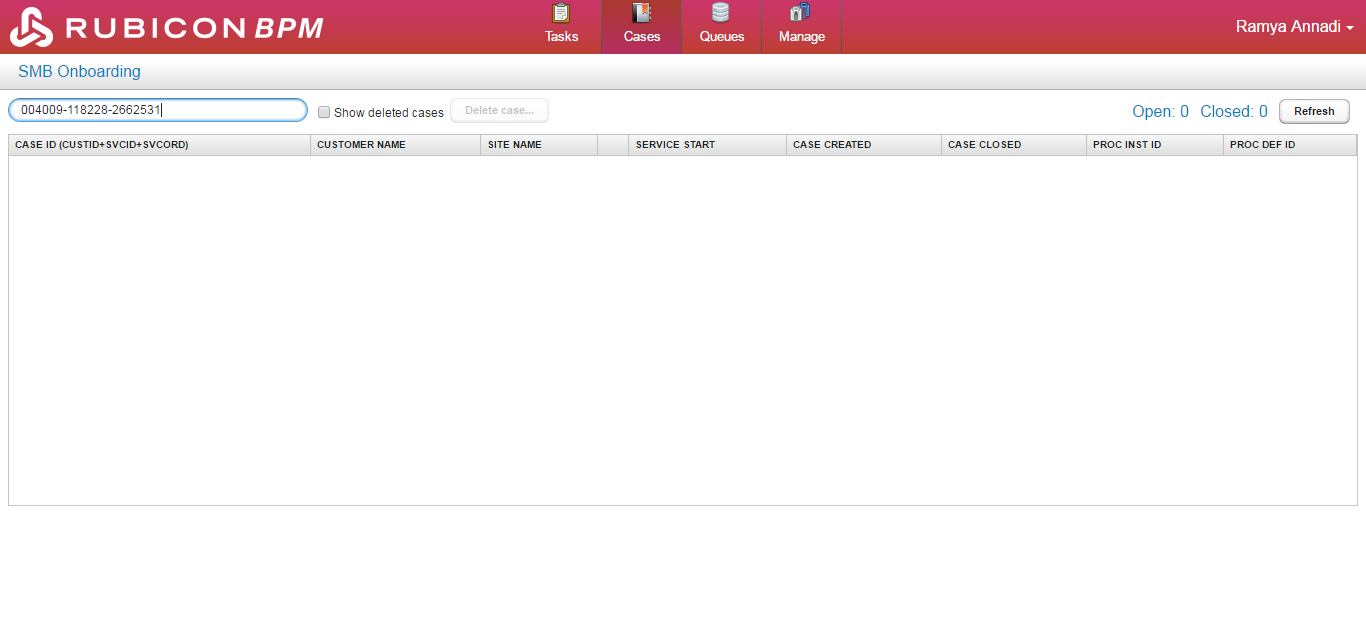 RUBICON BPM
Tasks
Cases
Queues
Manage
Ramya Annadi
SMB Onboarding
004009-118228-2662531
Show deleted cases
Delete case...
Open: 0
Closed: 0
Refresh
CASE ID (CUSTID+SVCID+SVCORD)
CUSTOMER NAME
SITE NAME
SERVICE START
CASE CREATED
CASE CLOSED
PROC INST ID
PROC DEF ID